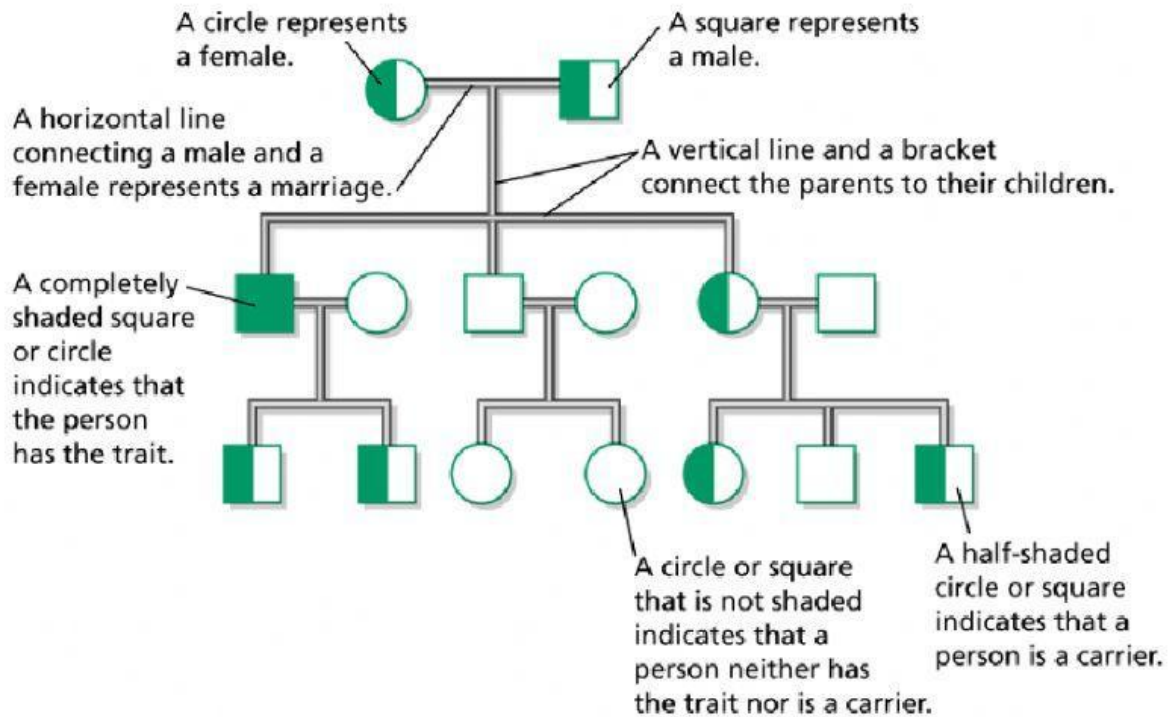 A circle represents
a female.
A square represents
a male.
A horizontal line
connecting a male and a
female represents a marriage.
A vertical line and a bracket
connect the parents to their children.
A completely
shaded square
or circle
indicates that
the person
has the trait.
A circle or square
that is not shaded
indicates that a
person neither has
the trait nor is a carrier.
A half-shaded
circle or square
indicates that a
person is a carrier.